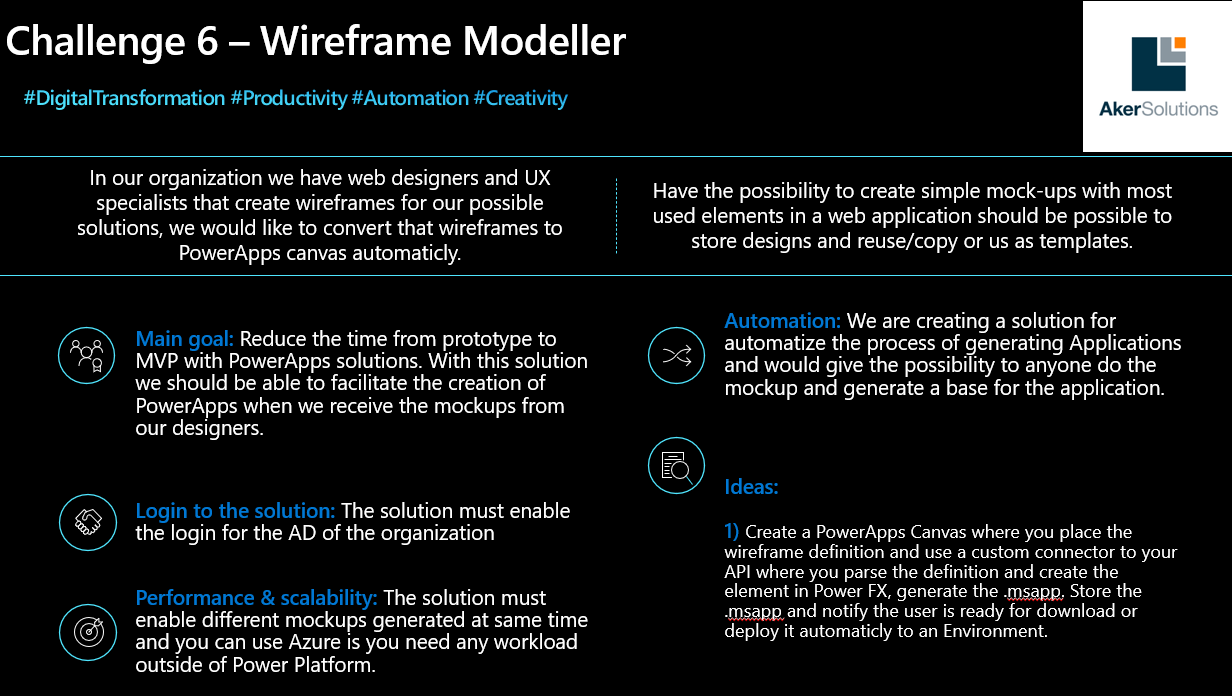 Challenge 6 – Wireframe Modeller
AkerSolutions
#DigitalTransformation #Productivity #Automation #Creativity
In our organization we have web designers and UX
specialists that create wireframes for our possible
solutions, we would like to convert that wireframes to
PowerApps canvas automaticly.
Have the possibility to create simple mock-ups with most
used elements in a web application should be possible to
store designs and reuse/copy or us as templates.
Main goal: Reduce the time from prototype to
MVP with PowerApps solutions. With this solution
we should be able to facilitate the creation of
PowerApps when we receive the mockups from
our designers.
Login to the solution: The solution must enable
the login for the AD of the organization
Performance & scalability: The solution must
enable different mockups generated at same time
and you can use Azure is you need any workload
outside of Power Platform.
Automation: We are creating a solution for
automatize the process of generating Applications
and would give the possibility to anyone do the
mockup and generate a base for the application.
Ideas:
1) Create a PowerApps Canvas where you place the
wireframe definition and use a custom connector to your
API where you parse the definition and create the
element in Power FX, generate the .msapp. Store the
.msapp and notify the user is ready for download or
deploy it automaticly to an Environment.